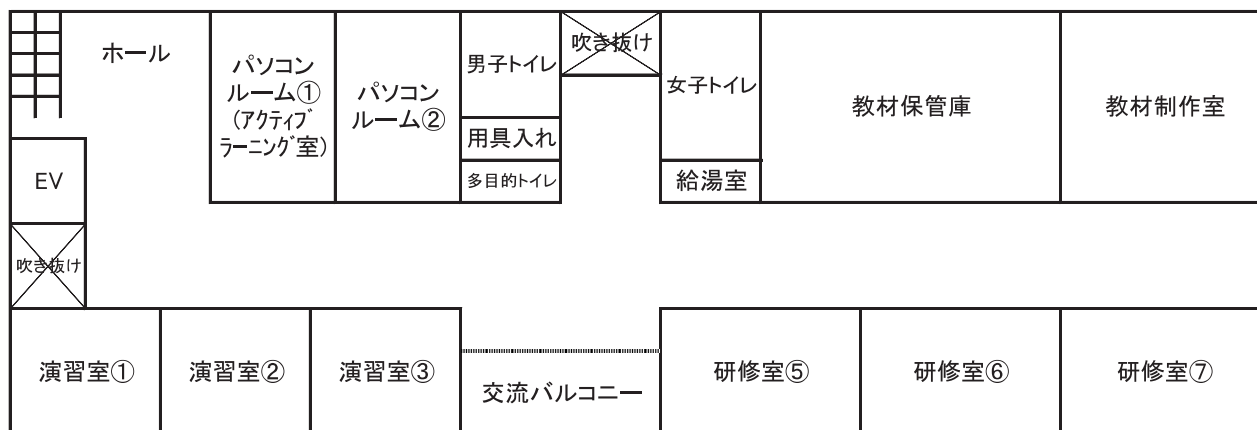 ホール
パソコン
ルーム①
(アクティブ
ラーニング室)
パソコン
ルーム②
男子トイレ
用具入れ
多目的トイレ
吹き抜け
女子トイレ
給湯室
教材保管庫
教材制作室
EV
吹き抜け
演習室①
演習室②
演習室③
交流バルコニー
研修室⑤
研修室⑥
研修室⑦